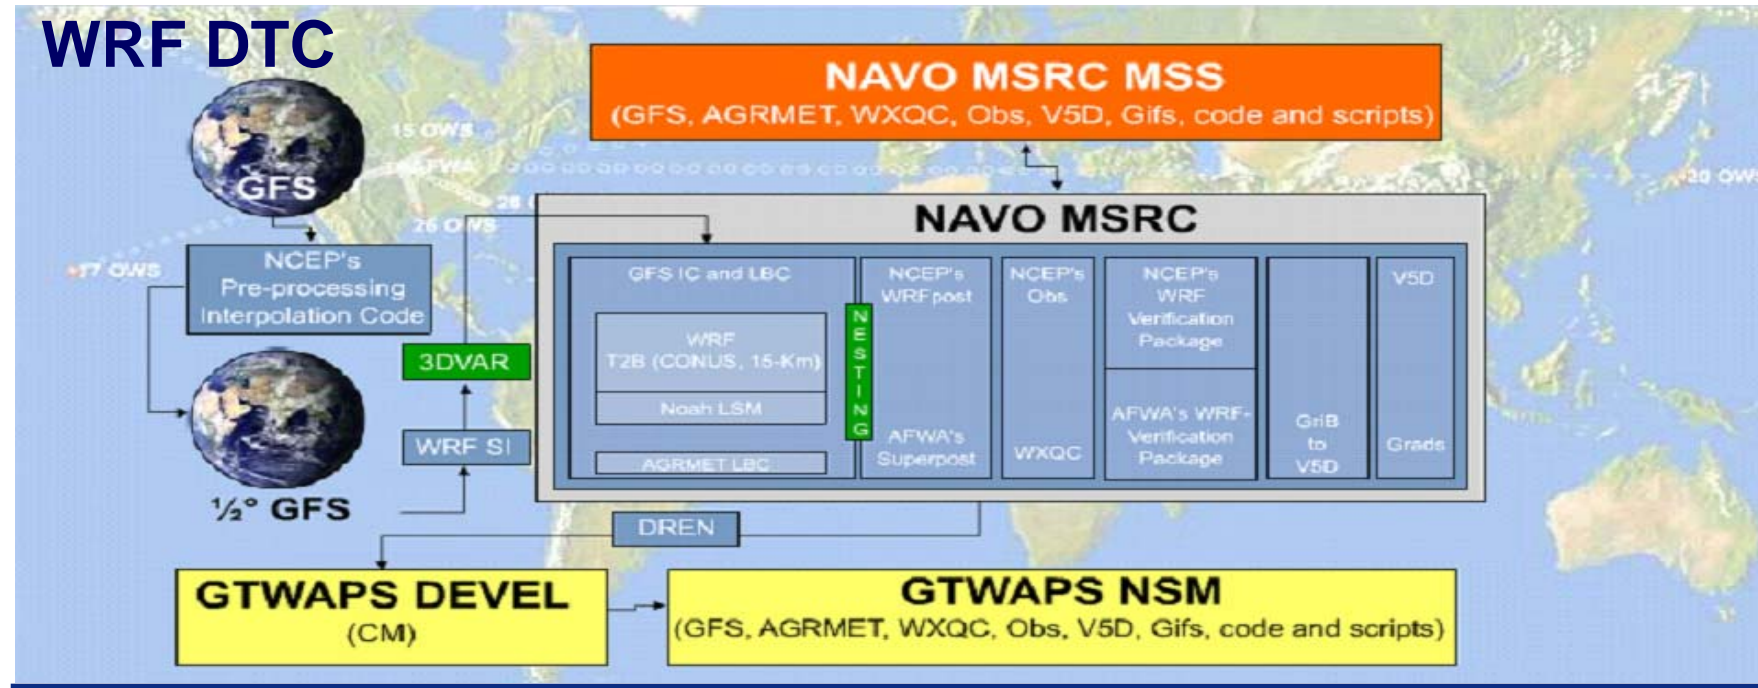 WRF DTC
NAVO MSRC MSS
(GFS, AGRMET, WXQC, Obs, V5D, Gifs, code and scripts)
15 OWS
AFWA
GFS
28
26 OWS
20 OWS
17 OWS
NCEP's
Pre-processing
Interpolation Code
NAVO MSRC
GFS IC and LBC
WRF
T2B (CONUS, 15-Km)
Noah LSM
AGRMET LBC
NESTING
NCEP's
WRFpost
AFWA's
Superpost
NCEP's
Obs
WXQC
NCEP's
WRF
Verification
Package
AFWA's WRF-
Verification
Package
GriB
to
V5D
V5D
Grads
3DVAR
WRF SI
½° GFS
DREN
GTWAPS DEVEL
(CM)
GTWAPS NSM
(GFS, AGRMET, WXQC, Obs, V5D, Gifs, code and scripts)